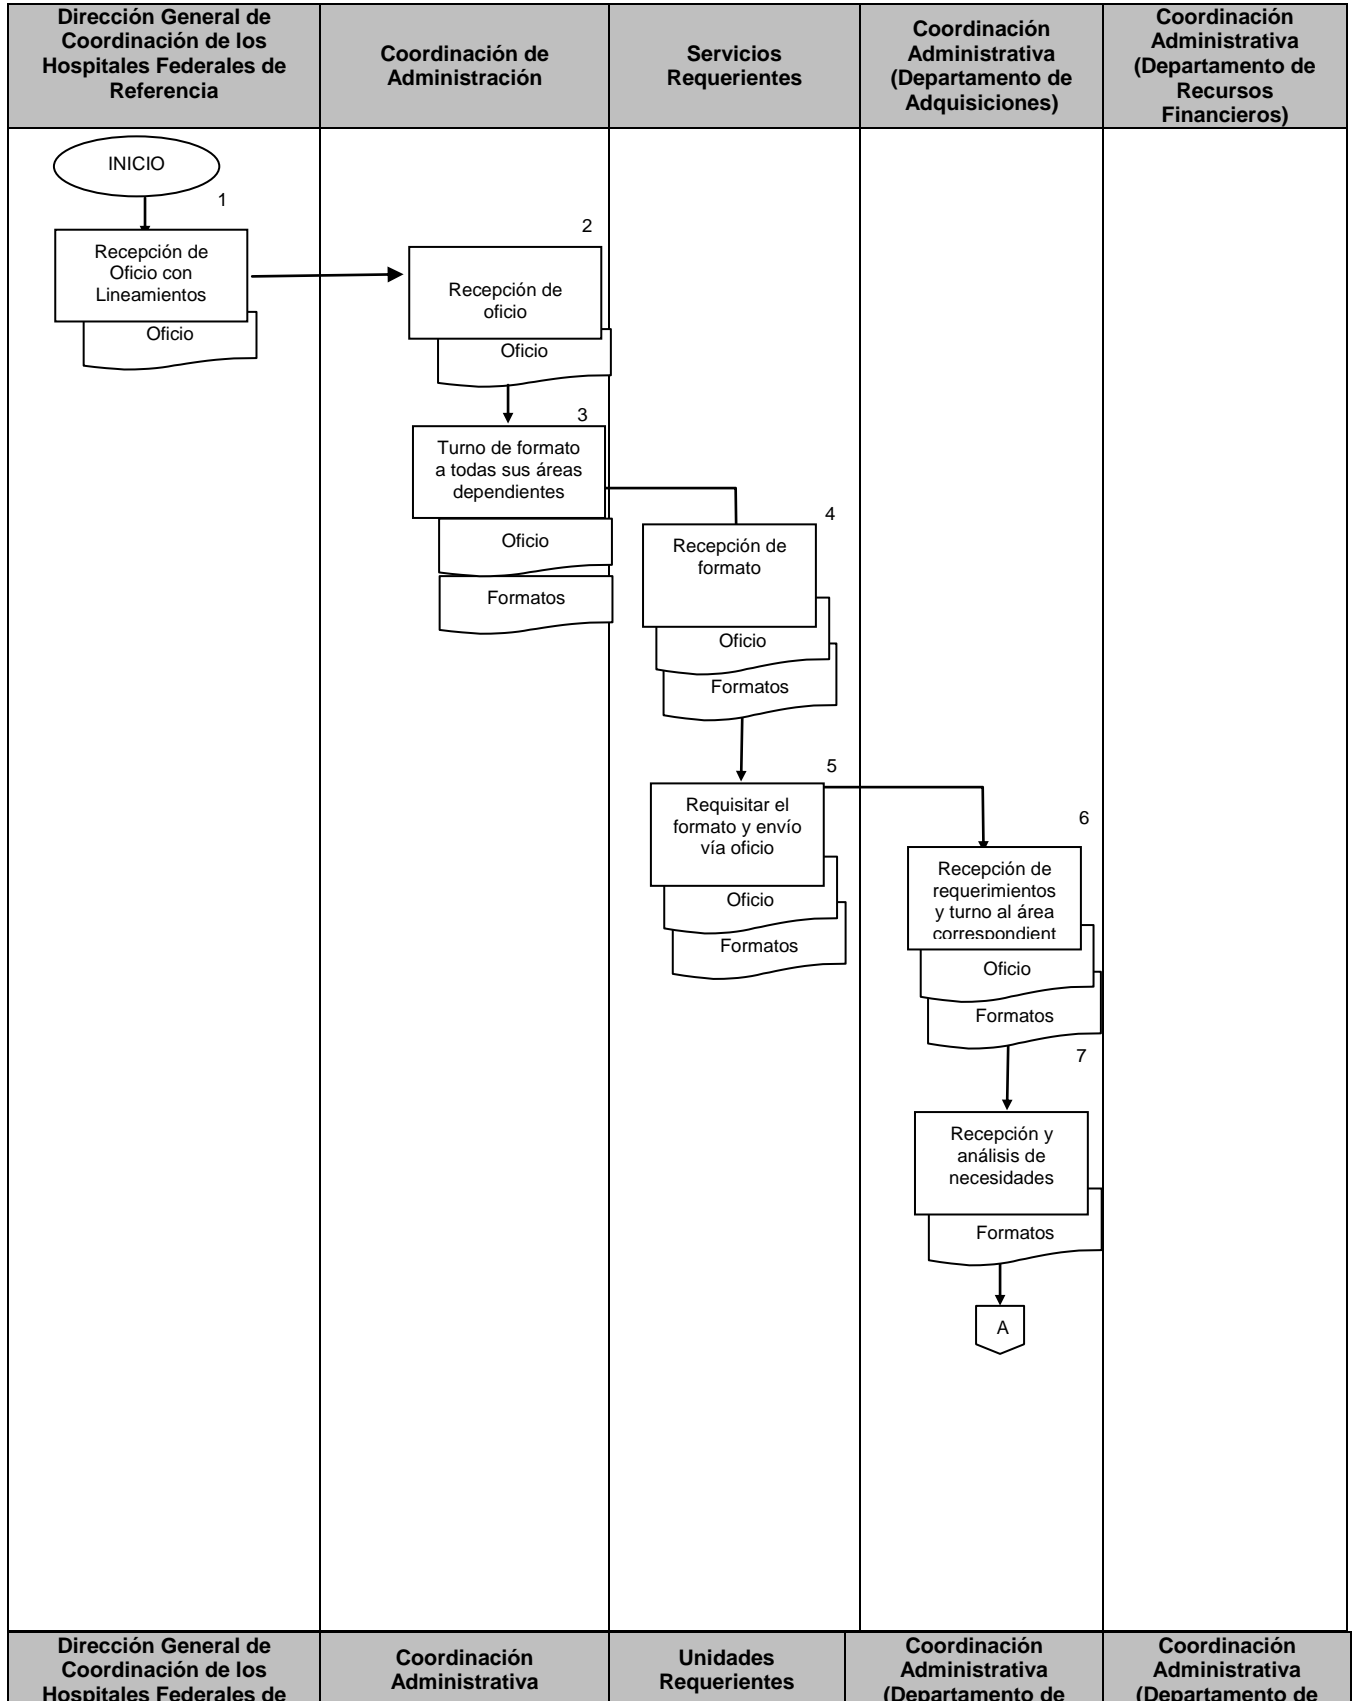 Dirección General de
Coordinación de los
Hospitales Federales de
Referencia
Coordinación de
Administración
Servicios
Requerientes
Coordinación
Administrativa
(Departamento de
Adquisiciones)
Coordinación
Administrativa
(Departamento de
Recursos
Financieros)
INICIO
1
Recepción de
Oficio con
Lineamientos
Oficio
2
Recepción de
oficio
Oficio
3
Turno de formato
a todas sus áreas
dependientes
Oficio
Formatos
4
Recepción de
formato
Oficio
Formatos
5
Requisitar el
formato y envío
vía oficio
Oficio
Formatos
6
Recepción de
requerimientos
y turno al área
correspondient
Oficio
Formatos
7
Recepción y
análisis de
necesidades
Formatos
A
Dirección General de
Coordinación de los
Hospitales Federales de
Coordinación
Administrativa
Unidades
Requerientes
Coordinación
Administrativa
(Departamento de
Coordinación
Administrativa
(Departamento de